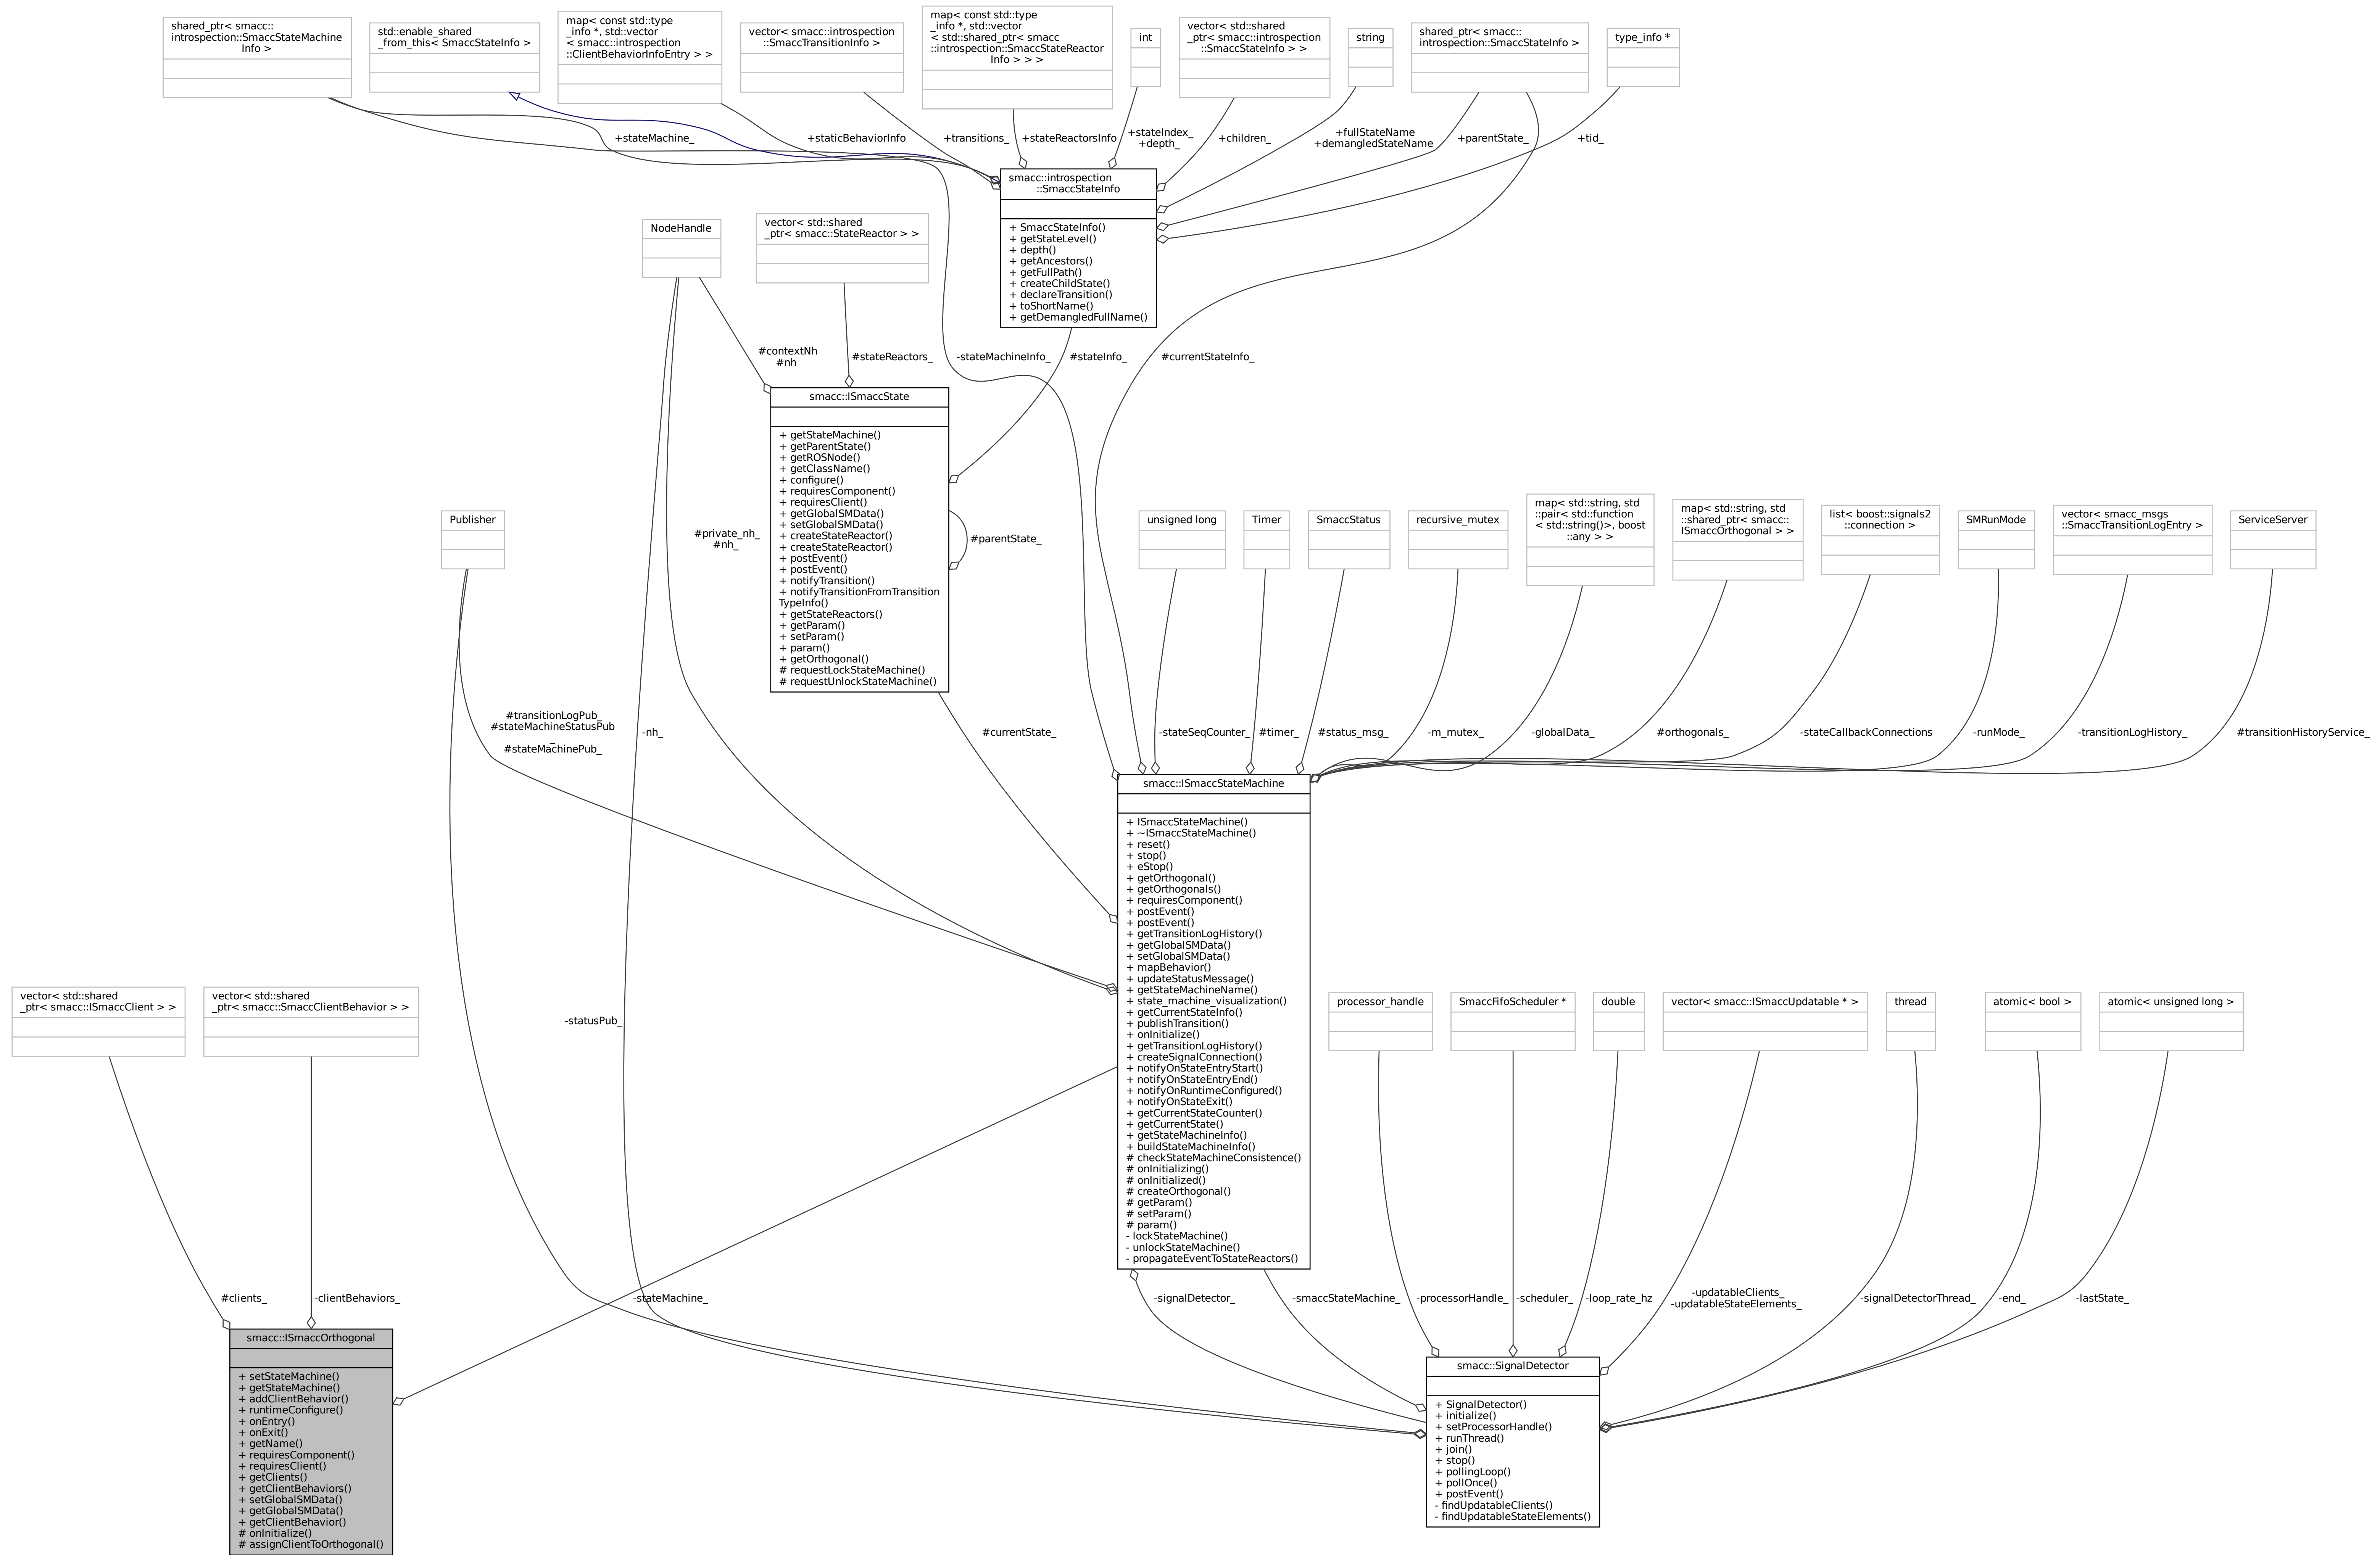 shared_ptr< smacc::
introspection::SmaccStateMachine
Info >
std::enable_shared
_from_this< SmaccStateInfo >
map< const std::type
_info *, std::vector
< smacc::introspection
::ClientBehaviorInfoEntry > >
vector< smacc::introspection
::SmaccTransitionInfo >
map< const std::type
_info *, std::vector
< std::shared_ptr< smacc
::introspection::SmaccStateReactor
Info > > >
int
vector< std::shared
_ptr< smacc::introspection
::SmaccStateInfo > >
string
shared_ptr< smacc::
introspection::SmaccStateInfo >
type_info *
+stateMachine_
+staticBehaviorInfo
+transitions_
+stateReactorsInfo
+stateIndex_
+depth_
+children_
+fullStateName
+demangledStateName
+parentState_
+tid_
smacc::introspection
::SmaccStateInfo
+ SmaccStateInfo()
+ getStateLevel()
+ depth()
+ getAncestors()
+ getFullPath()
+ createChildState()
+ declareTransition()
+ toShortName()
+ getDemangledFullName()
NodeHandle
vector< std::shared
_ptr< smacc::StateReactor > >
#contextNh
#nh
#stateReactors_
-stateMachineInfo_
#stateInfo_
#currentStateInfo_
smacc::ISmaccState
+ getStateMachine()
+ getParentState()
+ getROSNode()
+ getClassName()
+ configure()
+ requiresComponent()
+ requiresClient()
+ getGlobalSMData()
+ setGlobalSMData()
+ createStateReactor()
+ createStateReactor()
+ postEvent()
+ postEvent()
+ notifyTransition()
+ notifyTransitionFromTransition
TypeInfo()
+ getStateReactors()
+ getParam()
+ setParam()
+ param()
+ getOrthogonal()
# requestLockStateMachine()
# requestUnlockStateMachine()
#parentState_
Publisher
#private_nh_
#nh_
unsigned long
Timer
SmaccStatus
recursive_mutex
map< std::string, std
::pair< std::function
< std::string()>, boost
::any > >
map< std::string, std
::shared_ptr< smacc::
ISmaccOrthogonal > >
list< boost::signals2
::connection >
SMRunMode
vector< smacc_msgs
::SmaccTransitionLogEntry >
ServiceServer
#transitionLogPub_
#stateMachineStatusPub
_
#stateMachinePub_
-nh_
#currentState_
-stateSeqCounter_
#timer_
#status_msg_
-m_mutex_
-globalData_
#orthogonals_
-stateCallbackConnections
-runMode_
-transitionLogHistory_
#transitionHistoryService_
smacc::ISmaccStateMachine
+ ISmaccStateMachine()
+ ~ISmaccStateMachine()
+ reset()
+ stop()
+ eStop()
+ getOrthogonal()
+ getOrthogonals()
+ requiresComponent()
+ postEvent()
+ postEvent()
+ getTransitionLogHistory()
+ getGlobalSMData()
+ setGlobalSMData()
+ mapBehavior()
+ updateStatusMessage()
+ getStateMachineName()
+ state_machine_visualization()
+ getCurrentStateInfo()
+ publishTransition()
+ onInitialize()
+ getTransitionLogHistory()
+ createSignalConnection()
+ notifyOnStateEntryStart()
+ notifyOnStateEntryEnd()
+ notifyOnRuntimeConfigured()
+ notifyOnStateExit()
+ getCurrentStateCounter()
+ getCurrentState()
+ getStateMachineInfo()
+ buildStateMachineInfo()
# checkStateMachineConsistence()
# onInitializing()
# onInitialized()
# createOrthogonal()
# getParam()
# setParam()
# param()
- lockStateMachine()
- unlockStateMachine()
- propagateEventToStateReactors()
vector< std::shared
_ptr< smacc::ISmaccClient > >
vector< std::shared
_ptr< smacc::SmaccClientBehavior > >
-statusPub_
processor_handle
SmaccFifoScheduler *
double
vector< smacc::ISmaccUpdatable * >
thread
atomic< bool >
atomic< unsigned long >
#clients_
-clientBehaviors_
-stateMachine_
-signalDetector_
-smaccStateMachine_
-processorHandle_
-scheduler_
-loop_rate_hz
-updatableClients_
-updatableStateElements_
-signalDetectorThread_
-end_
-lastState_
smacc::ISmaccOrthogonal
+ setStateMachine()
+ getStateMachine()
+ addClientBehavior()
+ runtimeConfigure()
+ onEntry()
+ onExit()
+ getName()
+ requiresComponent()
+ requiresClient()
+ getClients()
+ getClientBehaviors()
+ setGlobalSMData()
+ getGlobalSMData()
+ getClientBehavior()
# onInitialize()
# assignClientToOrthogonal()
smacc::SignalDetector
+ SignalDetector()
+ initialize()
+ setProcessorHandle()
+ runThread()
+ join()
+ stop()
+ pollingLoop()
+ pollOnce()
+ postEvent()
- findUpdatableClients()
- findUpdatableStateElements()